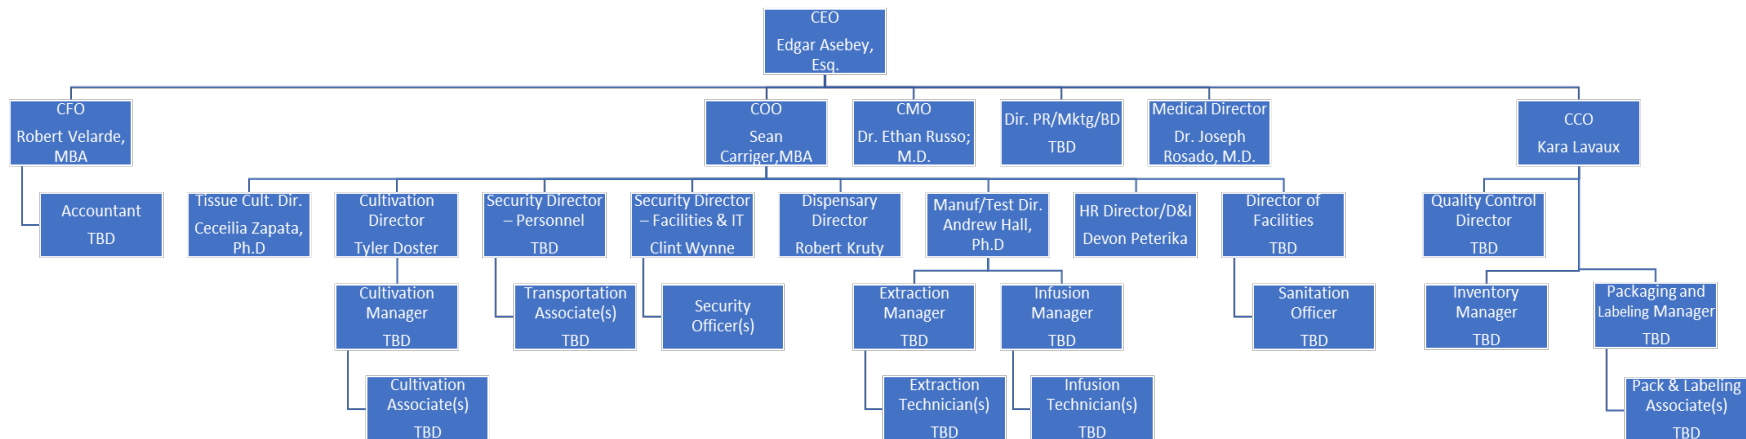 CEO
Edgar Asebey,
Esq.
CFO
Robert Velarde,
MBA
COO
Sean
Carriger,MBA
CMO
Dr. Ethan Russo;
M.D.
Dir. PR/Mktg/BD
TBD
Medical Director
Dr. Joseph
Rosado, M.D.
CCO
Kara Lavaux
Accountant
TBD
Tissue Cult. Dir.
Ceceilia Zapata,
Ph.D
Cultivation
Director
Tyler Doster
Security Director
– Personnel
TBD
Security Director
– Facilities & IT
Clint Wynne
Dispensary
Director
Robert Kruty
Manuf/Test Dir.
Andrew Hall,
Ph.D
HR Director/D&I
Devon Peterika
Director of
Facilities
TBD
Quality Control
Director
TBD
Cultivation
Manager
TBD
Transportation
Associate(s)
TBD
Security
Officer(s)
Extraction
Manager
TBD
Infusion
Manager
TBD
Sanitation
Officer
TBD
Inventory
Manager
TBD
Packaging and
Labeling Manager
TBD
Cultivation
Associate(s)
TBD
Extraction
Technician(s)
TBD
Infusion
Technician(s)
TBD
Pack & Labeling
Associate(s)
TBD